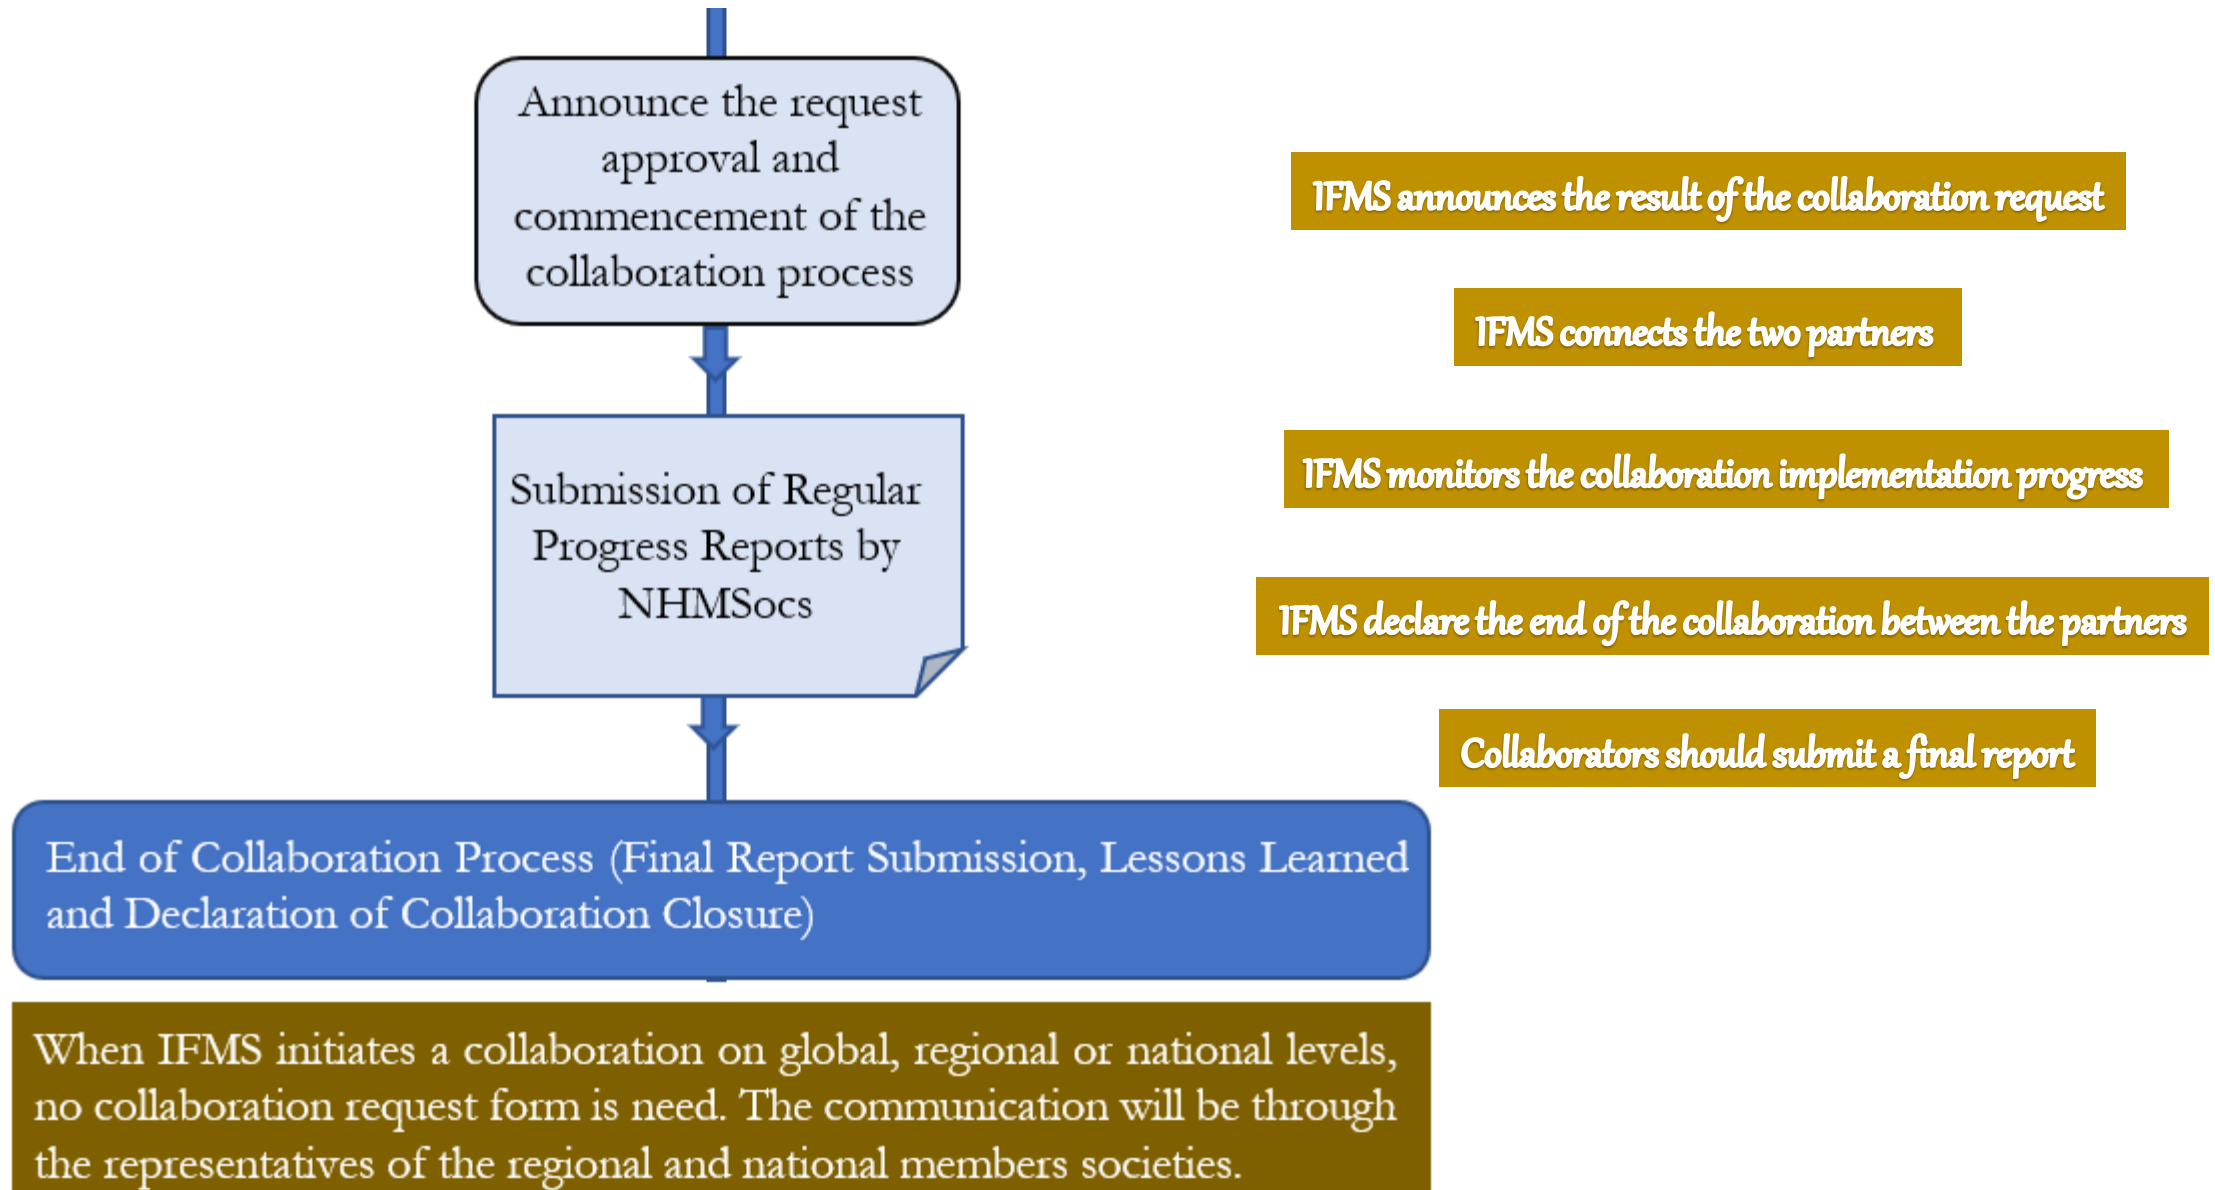 Announce the request
approval and
commencement of the
collaboration process
Submission of Regular
Progress Reports by
NHMSocs
End of Collaboration Process (Final Report Submission, Lessons Learned
and Declaration of Collaboration Closure)
When IFMS initiates a collaboration on global, regional or national levels,
no collaboration request form is need. The communication will be through
the representatives of the regional and national members societies.
IFMS announces the result of the collaboration request
IFMS connects the two partners
IFMS monitors the collaboration implementation progress
IFMS declare the end of the collaboration between the partners
Collaborators should submit a final report